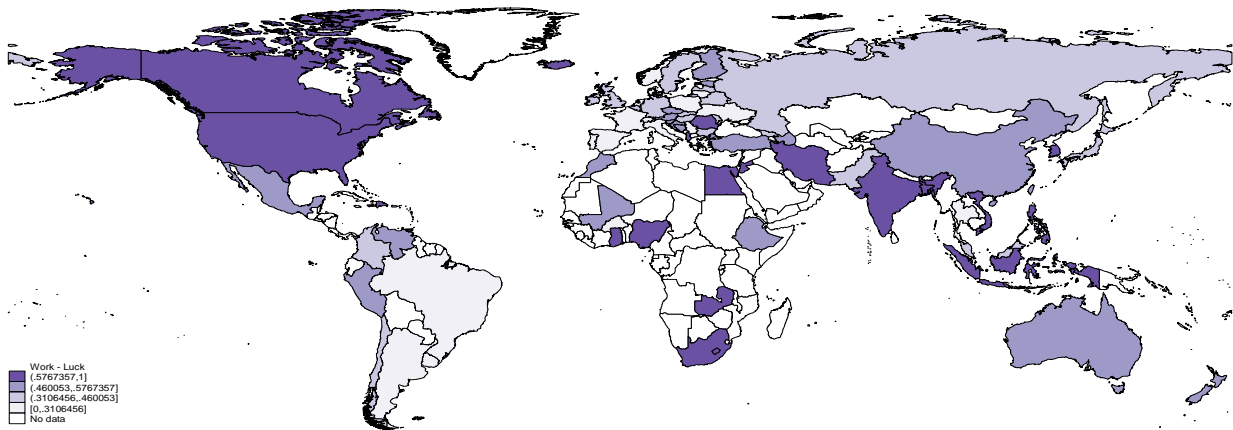 Work - Luck
(.5767357,1]
(.460053,.5767357]
(.3106456,.460053]
[0,.3106456]
No data